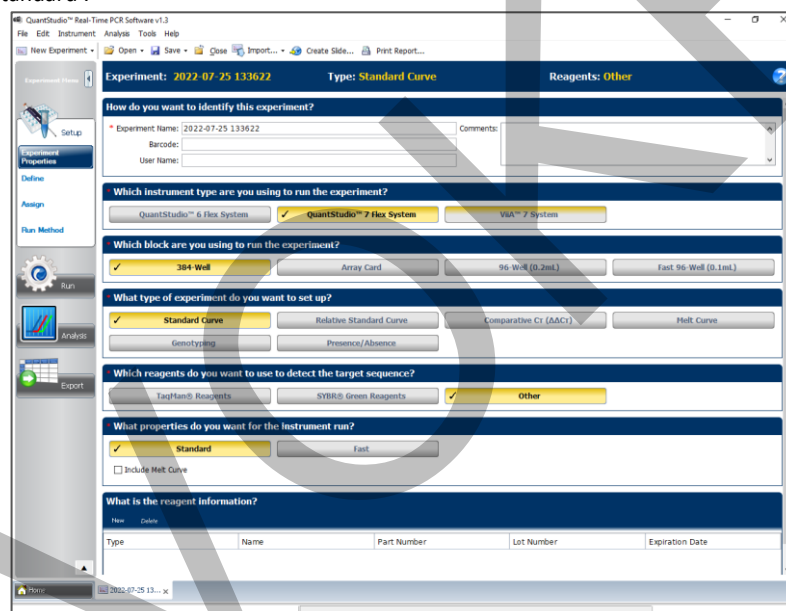 QuantStudio™ Real-Time PCR Software v1.3
File Edit Instrument Analysis Tools Help
New Experiment Open Save Close Import... Create Slide... Print Report...
Experiment Menu
Experiment: 2022-07-25 133622 Type: Standard Curve Reagents: Other
How do you want to identify this experiment?
* Experiment Name: 2022-07-25 133622 Comments:
Barcode:
User Name:
Setup
Experiment Properties
Define
Assign
Run Method
Run
Analysis
Export
* Which instrument type are you using to run the experiment?
QuantStudio™ 6 Flex System ✓ QuantStudio™ 7 Flex System ViiA™ 7 System
* Which block are you using to run the experiment?
✓ 384-Well Array Card 96-Well (0.2mL) Fast 96-Well (0.1mL)
* What type of experiment do you want to set up?
✓ Standard Curve Relative Standard Curve Comparative Cт (ΔΔCт) Melt Curve
Genotyping Presence/Absence
* Which reagents do you want to use to detect the target sequence?
TaqMan® Reagents SYBR® Green Reagents ✓ Other
* What properties do you want for the instrument run?
✓ Standard Fast
Include Melt Curve
What is the reagent information?
New Delete
Type Name Part Number Lot Number Expiration Date
Home 2022-07-25 13... x